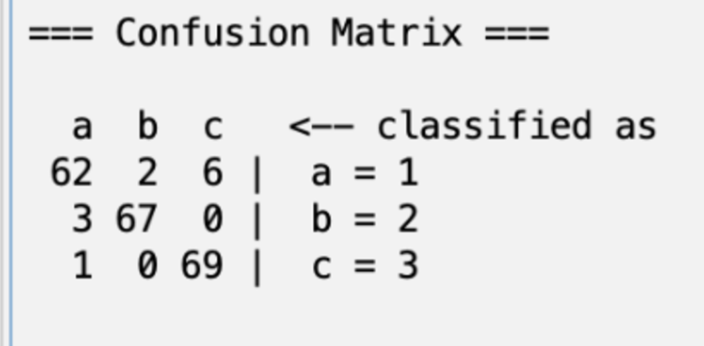 === Confusion Matrix ===
a b c <-- classified as
62 2 6 | a = 1
3 67 0 | b = 2
1 0 69 | c = 3